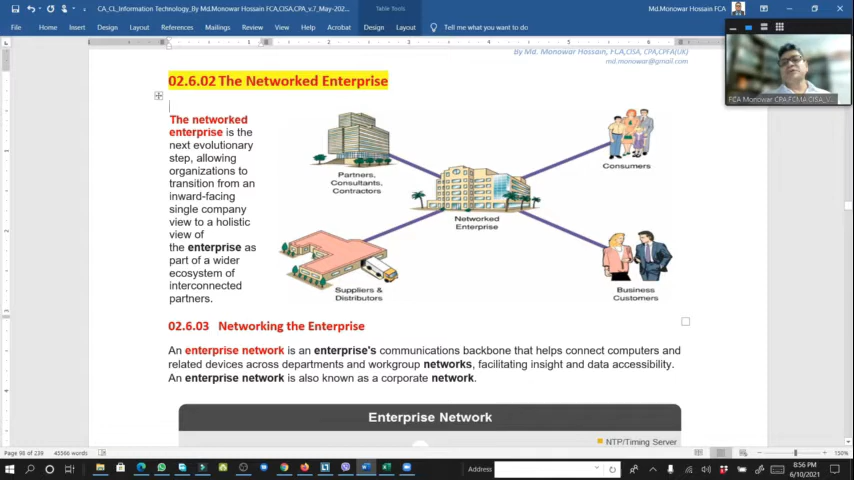 CA_CL_Information Technology_By Md.Monowar Hossain FCA,CISA,CPA_v.7_May-202...
Table Tools
Md.Monowar Hossain FCA
File Home Insert Design Layout References Mailings Review View Help Acrobat Design Layout Tell me what you want to do
By Md. Monowar Hossain, FCA,CISA, CPA,CPFA(UK)
md.monowar@gmail.com
FCA Monowar CPA,FCMA,CISA_V...
02.6.02 The Networked Enterprise
The networked
enterprise is the
next evolutionary
step, allowing
organizations to
transition from an
inward-facing
single company
view to a holistic
view of
the enterprise as
part of a wider
ecosystem of
interconnected
partners.
Partners,
Consultants,
Contractors
Consumers
Networked
Enterprise
Suppliers &
Distributors
Business
Customers
02.6.03 Networking the Enterprise
An enterprise network is an enterprise's communications backbone that helps connect computers and
related devices across departments and workgroup networks, facilitating insight and data accessibility.
An enterprise network is also known as a corporate network.
Enterprise Network
NTP/Timing Server
Page 98 of 239 45566 words
150%
Address
8:56 PM
6/10/2021